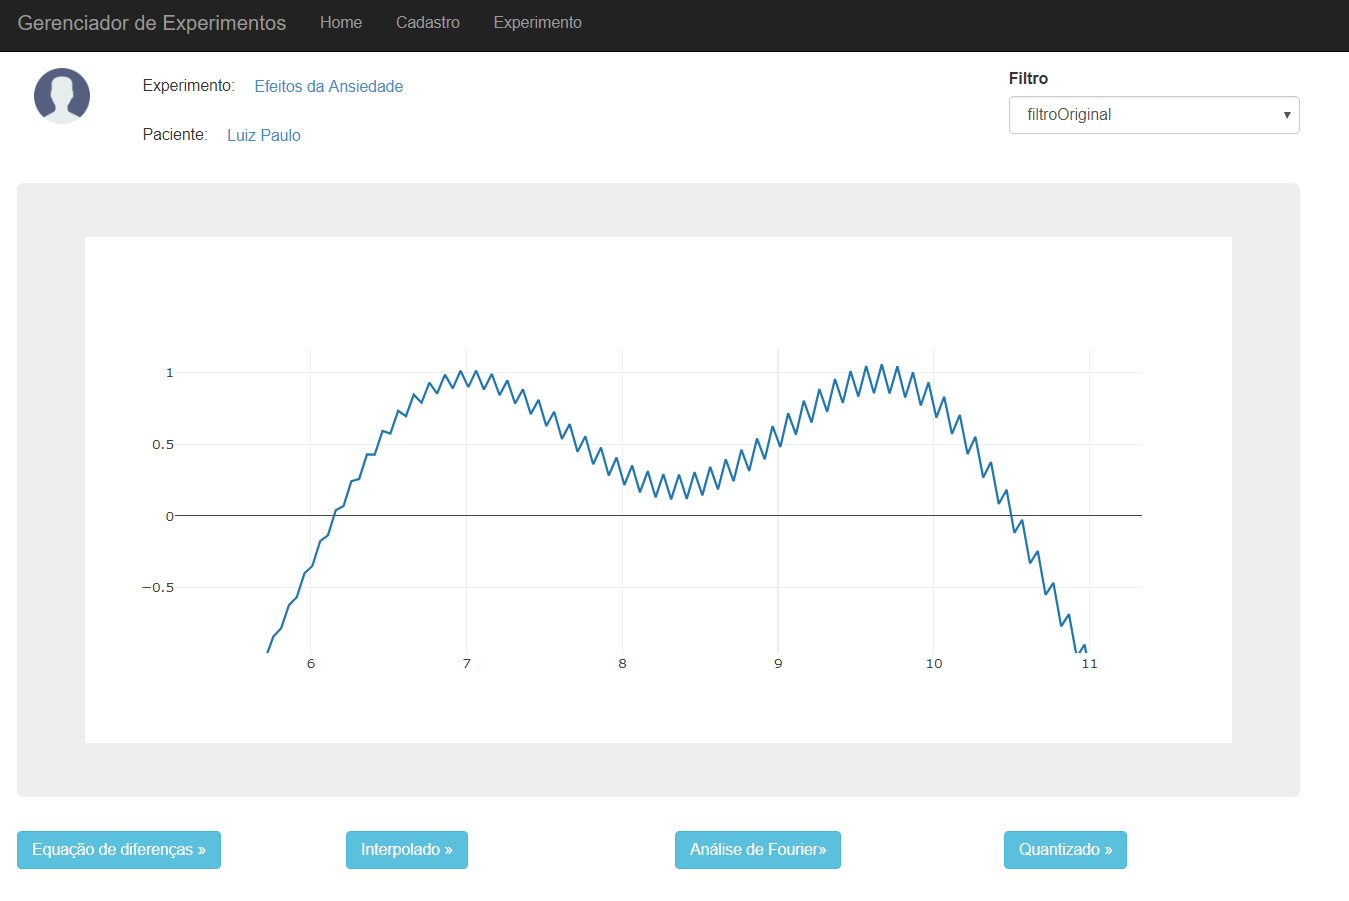 Gerenciador de Experimentos Home Cadastro Experimento
Experimento: Efeitos da Ansiedade
Paciente: Luiz Paulo
Filtro
filtroOriginal
1
0.5
0
−0.5
6 7 8 9 10 11
Equação de diferenças » Interpolado » Análise de Fourier» Quantizado »